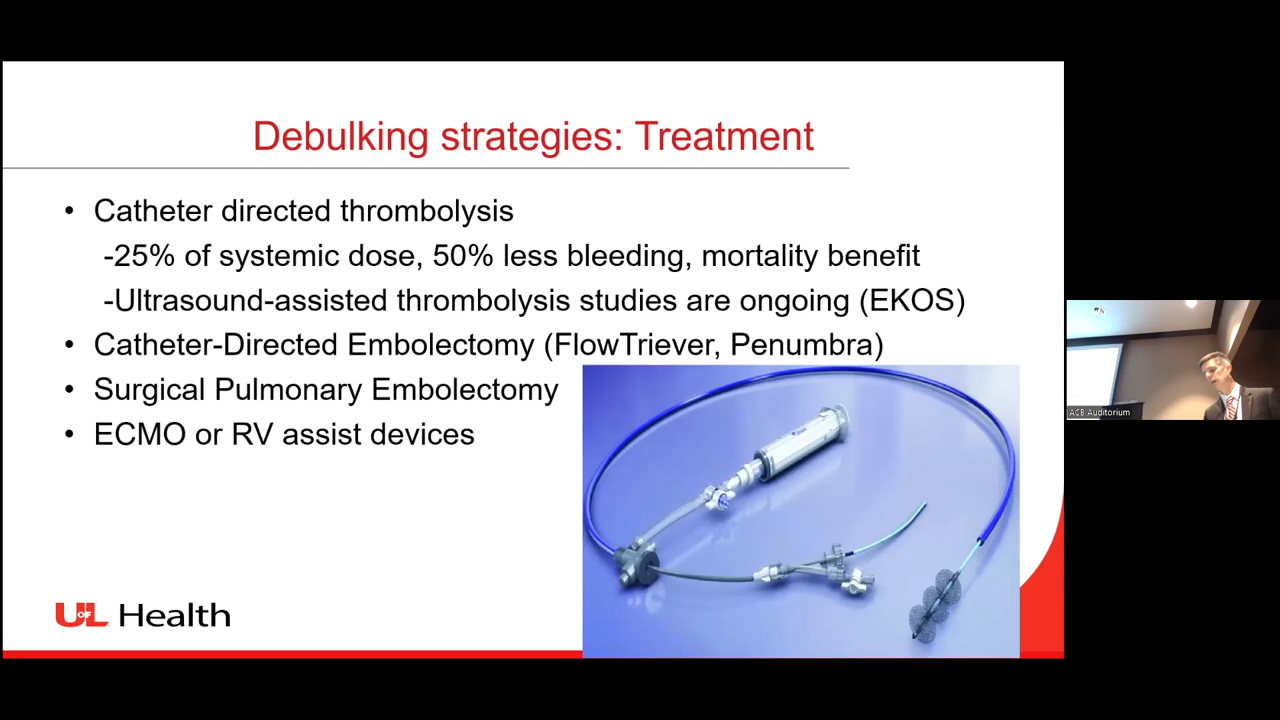 Debulking strategies: Treatment
• Catheter directed thrombolysis
-25% of systemic dose, 50% less bleeding, mortality benefit
-Ultrasound-assisted thrombolysis studies are ongoing (EKOS)
• Catheter-Directed Embolectomy (FlowTriever, Penumbra)
• Surgical Pulmonary Embolectomy
• ECMO or RV assist devices
UofL Health
ACB Auditorium